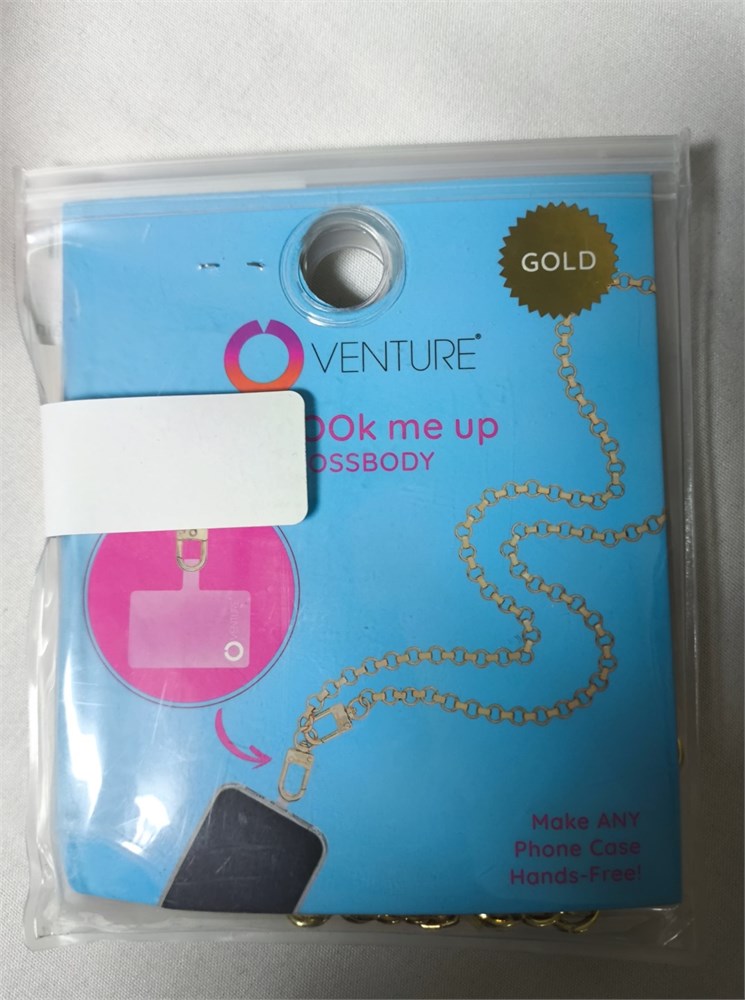 GOLD
VENTURE®
OOk me up
OSSBODY
Make ANY
Phone Case
Hands-Free!